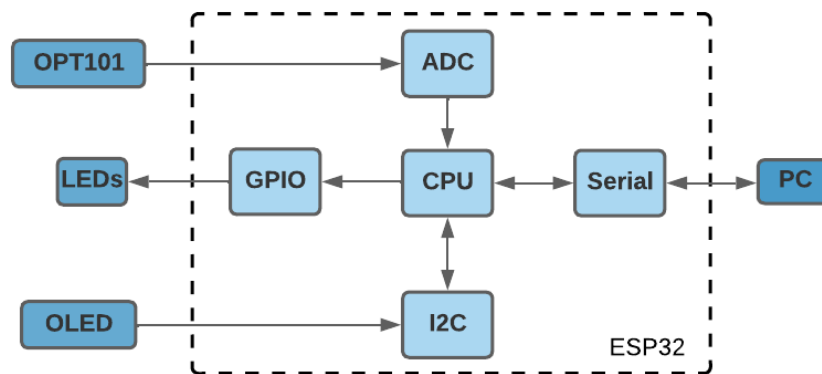 OPT101
ADC
LEDs
GPIO
CPU
Serial
PC
OLED
I2C
ESP32